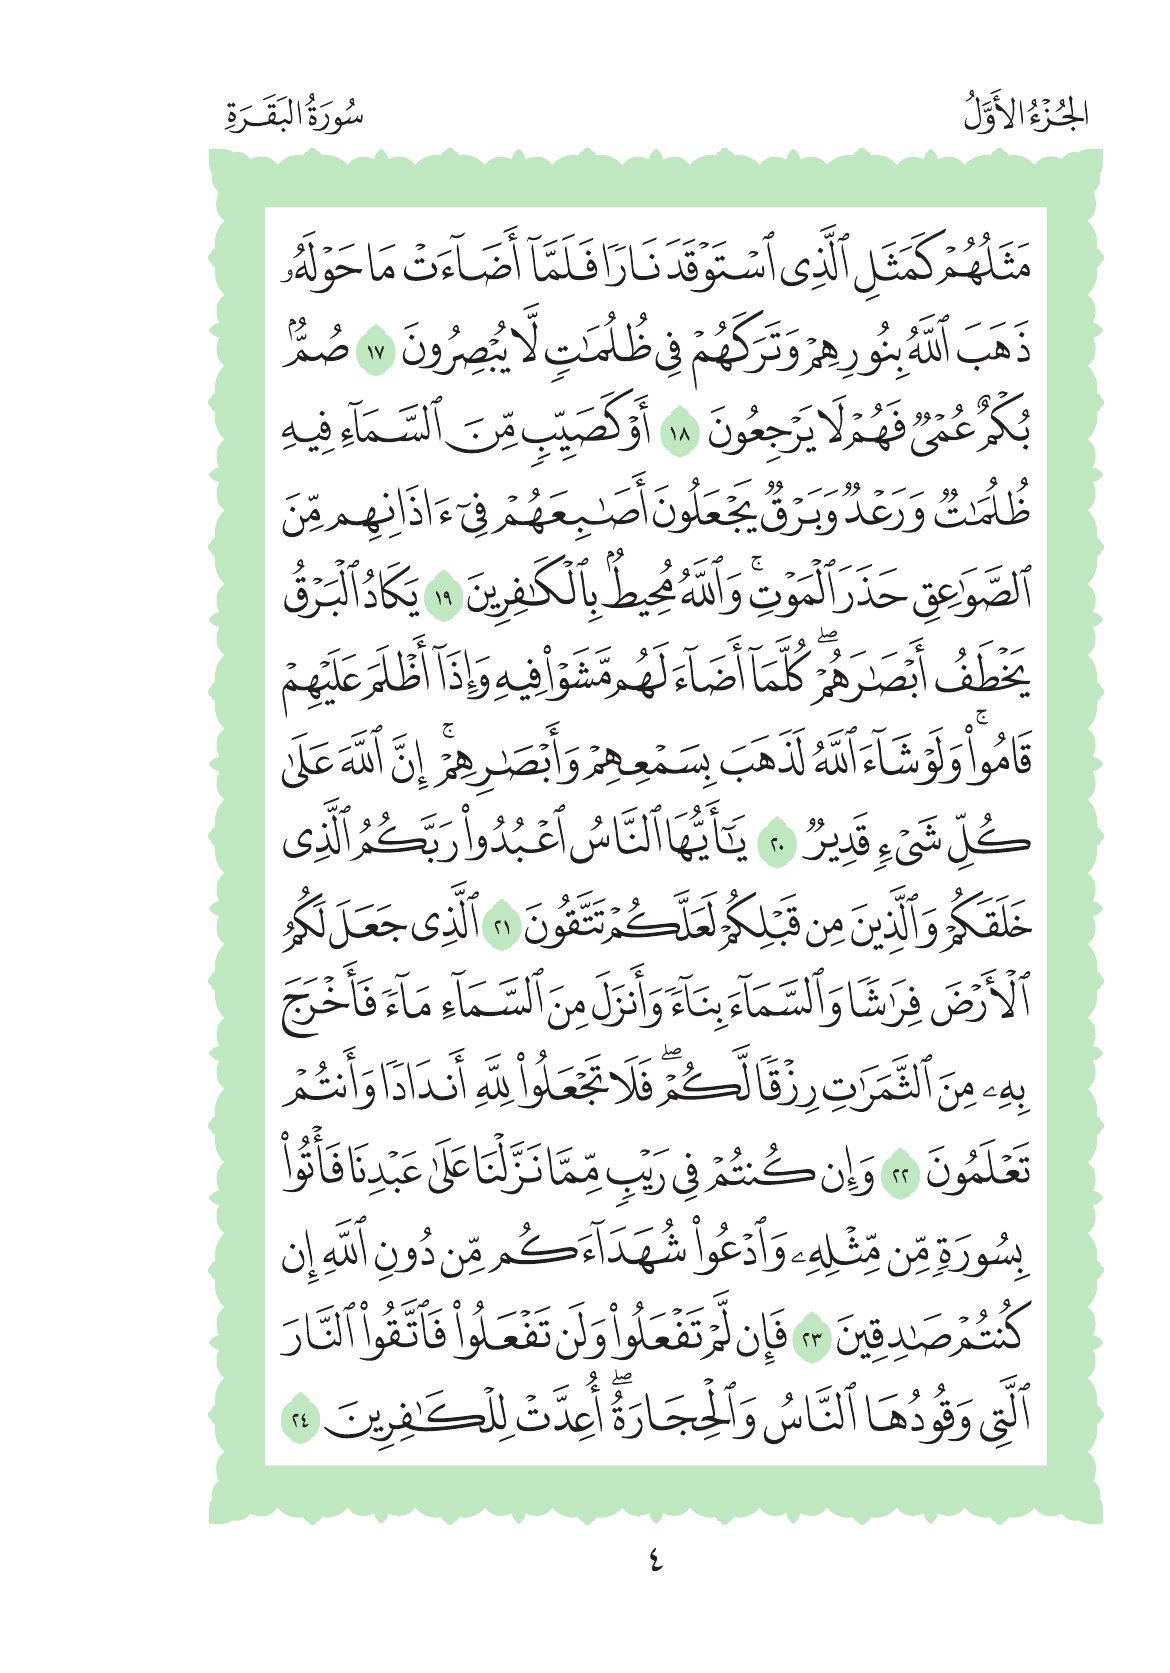 الجُزْءُ الأَوَّلُ
سُورَةُ البَقَرَةِ
مَثَلُهُمْ كَمَثَلِ ٱلَّذِى ٱسْتَوْقَدَ نَارًا فَلَمَّآ أَضَآءَتْ مَا حَوْلَهُۥ
ذَهَبَ ٱللَّهُ بِنُورِهِمْ وَتَرَكَهُمْ فِى ظُلُمَٰتٍ لَّا يُبْصِرُونَ ١٧ صُمٌّۢ
بُكْمٌ عُمْىٌ فَهُمْ لَا يَرْجِعُونَ ١٨ أَوْ كَصَيِّبٍ مِّنَ ٱلسَّمَآءِ فِيهِ
ظُلُمَٰتٌ وَرَعْدٌ وَبَرْقٌ يَجْعَلُونَ أَصَٰبِعَهُمْ فِىٓ ءَاذَانِهِم مِّنَ
ٱلصَّوَٰعِقِ حَذَرَ ٱلْمَوْتِ ۚ وَٱللَّهُ مُحِيطٌۢ بِٱلْكَٰفِرِينَ ١٩ يَكَادُ ٱلْبَرْقُ
يَخْطَفُ أَبْصَٰرَهُمْ ۖ كُلَّمَآ أَضَآءَ لَهُم مَّشَوْا۟ فِيهِ وَإِذَآ أَظْلَمَ عَلَيْهِمْ
قَامُوا۟ ۚ وَلَوْ شَآءَ ٱللَّهُ لَذَهَبَ بِسَمْعِهِمْ وَأَبْصَٰرِهِمْ ۚ إِنَّ ٱللَّهَ عَلَىٰ
كُلِّ شَىْءٍ قَدِيرٌ ٢٠ يَٰٓأَيُّهَا ٱلنَّاسُ ٱعْبُدُوا۟ رَبَّكُمُ ٱلَّذِى
خَلَقَكُمْ وَٱلَّذِينَ مِن قَبْلِكُمْ لَعَلَّكُمْ تَتَّقُونَ ٢١ ٱلَّذِى جَعَلَ لَكُمُ
ٱلْأَرْضَ فِرَٰشًا وَٱلسَّمَآءَ بِنَآءً وَأَنزَلَ مِنَ ٱلسَّمَآءِ مَآءً فَأَخْرَجَ
بِهِۦ مِنَ ٱلثَّمَرَٰتِ رِزْقًا لَّكُمْ ۖ فَلَا تَجْعَلُوا۟ لِلَّهِ أَندَادًا وَأَنتُمْ
تَعْلَمُونَ ٢٢ وَإِن كُنتُمْ فِى رَيْبٍ مِّمَّا نَزَّلْنَا عَلَىٰ عَبْدِنَا فَأْتُوا۟
بِسُورَةٍ مِّن مِّثْلِهِۦ وَٱدْعُوا۟ شُهَدَآءَكُم مِّن دُونِ ٱللَّهِ إِن
كُنتُمْ صَٰدِقِينَ ٢٣ فَإِن لَّمْ تَفْعَلُوا۟ وَلَن تَفْعَلُوا۟ فَٱتَّقُوا۟ ٱلنَّارَ
ٱلَّتِى وَقُودُهَا ٱلنَّاسُ وَٱلْحِجَارَةُ ۖ أُعِدَّتْ لِلْكَٰفِرِينَ ٢٤
٤